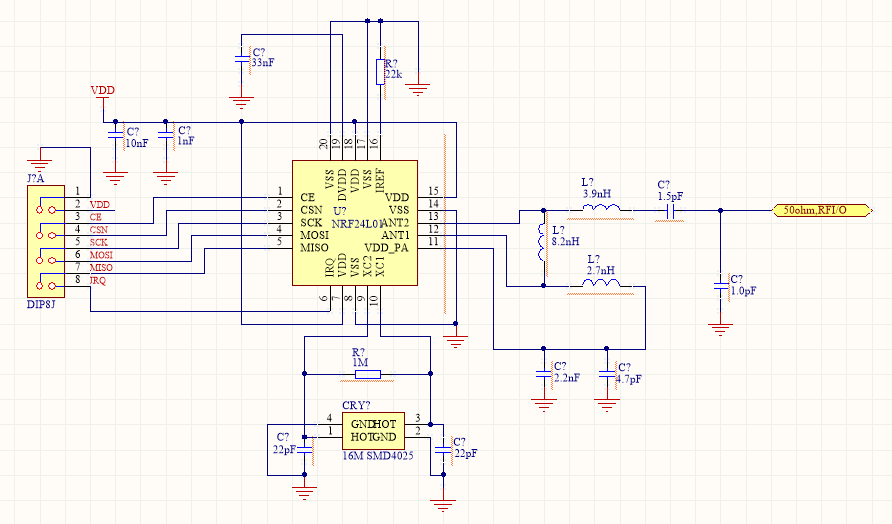 C?
33nF
R?
22k
VDD
C?
10nF
C?
1nF
20
19
18
17
16
VSS
DVDD
VDD
VSS
IREF
J?A
1
2
3
4
5
6
7
8
VDD
CE
CSN
SCK
MOSI
MISO
IRQ
DIP8J
1
2
3
4
5
CE
CSN
SCK
MOSI
MISO
U?
NRF24L01
VDD
VSS
ANT2
ANT1
VDD_PA
15
14
13
12
11
IRQ
VDD
VSS
XC2
XC1
6
7
8
9
10
L?
3.9nH
C?
1.5pF
50ohm,RFI/O
L?
8.2nH
L?
2.7nH
C?
1.0pF
C?
2.2nF
C?
4.7pF
R?
1M
CRY?
4
1
GND
HOT
HOT
GND
3
2
16M SMD4025
C?
22pF
C?
22pF